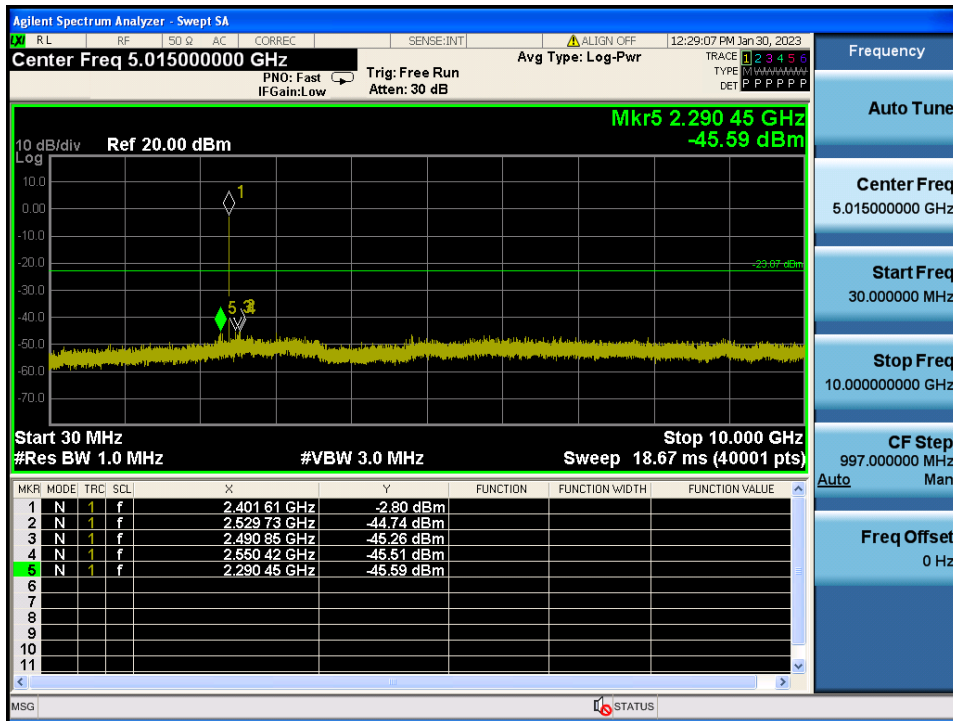 Agilent Spectrum Analyzer - Swept SA
LXI RL RF 50 Ω AC CORREC SENSE:INT ALIGN OFF 12:29:07 PM Jan 30, 2023
Center Freq 5.015000000 GHz
PNO: Fast
IFGain:Low
Trig: Free Run
Atten: 30 dB
Avg Type: Log-Pwr
TRACE 1 2 3 4 5 6
TYPE M
DET P P P P P P
Mkr5 2.290 45 GHz
-45.59 dBm
10 dB/div
Log
Ref 20.00 dBm
10.0
0.00
-10.0
-20.0
-30.0
-40.0
-50.0
-60.0
-70.0
1
-23.07 dBm
5
Start 30 MHz
Stop 10.000 GHz
#Res BW 1.0 MHz
#VBW 3.0 MHz
Sweep 18.67 ms (40001 pts)
MKR MODE TRC SCL X Y FUNCTION FUNCTION WIDTH FUNCTION VALUE
1 N 1 f 2.401 61 GHz -2.80 dBm
2 N 1 f 2.529 73 GHz -44.74 dBm
3 N 1 f 2.490 85 GHz -45.26 dBm
4 N 1 f 2.550 42 GHz -45.51 dBm
5 N 1 f 2.290 45 GHz -45.59 dBm
6
7
8
9
10
11
MSG
STATUS
Frequency
Auto Tune
Center Freq
5.015000000 GHz
Start Freq
30.000000 MHz
Stop Freq
10.000000000 GHz
CF Step
997.000000 MHz
Auto Man
Freq Offset
0 Hz